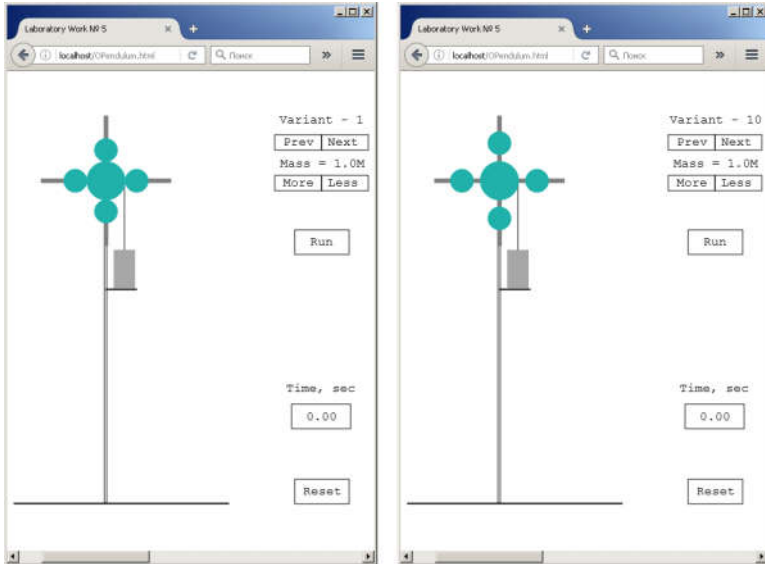 Laboratory Work № 5
localhost/OPendulum.html
Поиск
Variant - 1
Prev Next
Mass = 1.0M
More Less
Run
Time, sec
0.00
Reset
Laboratory Work № 5
localhost/OPendulum.html
Поиск
Variant - 10
Prev Next
Mass = 1.0M
More Less
Run
Time, sec
0.00
Reset